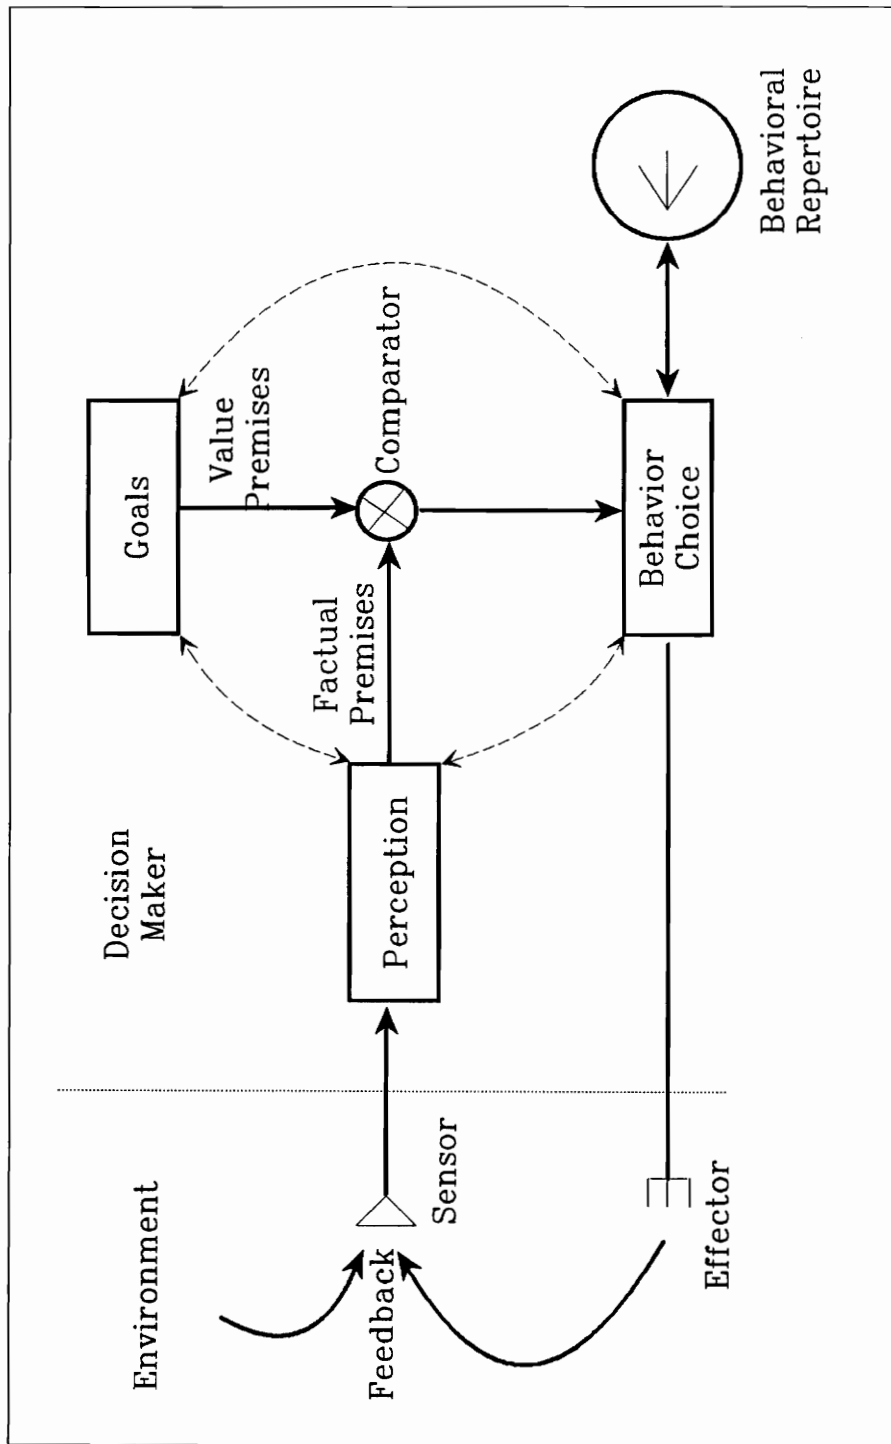 Environment
Decision
Maker
Goals
Value
Premises
Feedback
Sensor
Perception
Factual
Premises
Comparator
Effector
Behavior
Choice
Behavioral
Repertoire